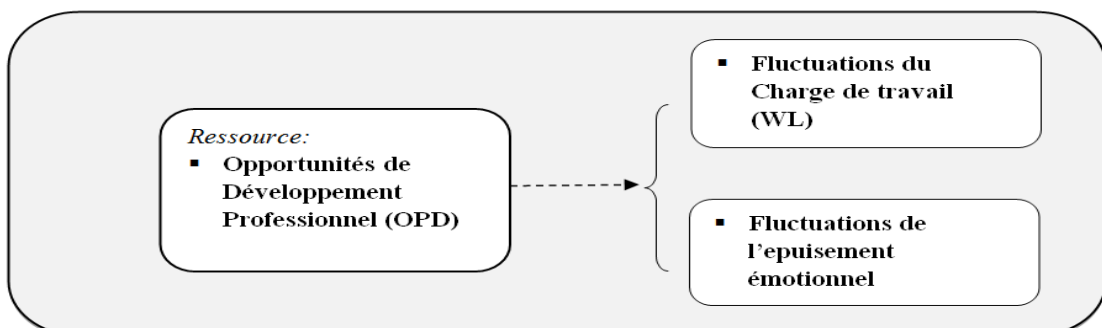 Ressource:
▪ Opportunités de
Développement
Professionnel (OPD)
▪ Fluctuations du
Charge de travail
(WL)
▪ Fluctuations de
l’epuisement
émotionnel